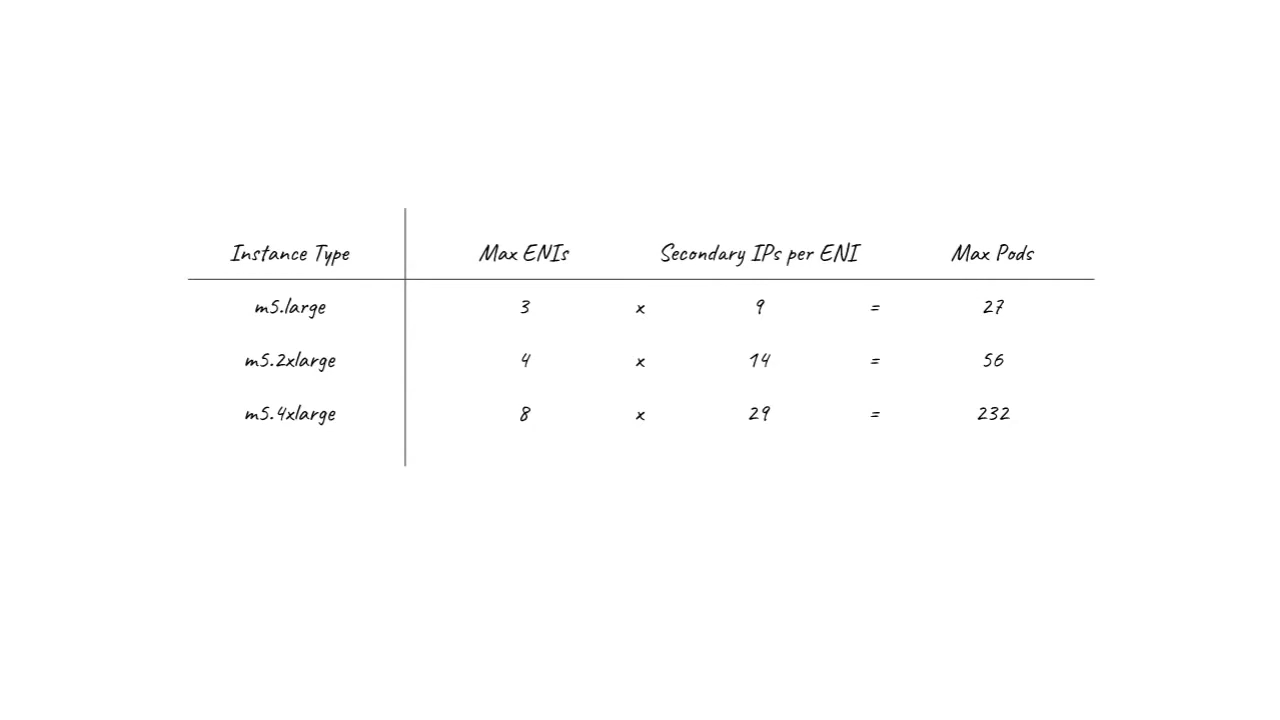 Instance Type Max ENIs Secondary IPs per ENI Max Pods
m5.large 3 x 9 = 27
m5.2xlarge 4 x 14 = 56
m5.4xlarge 8 x 29 = 232